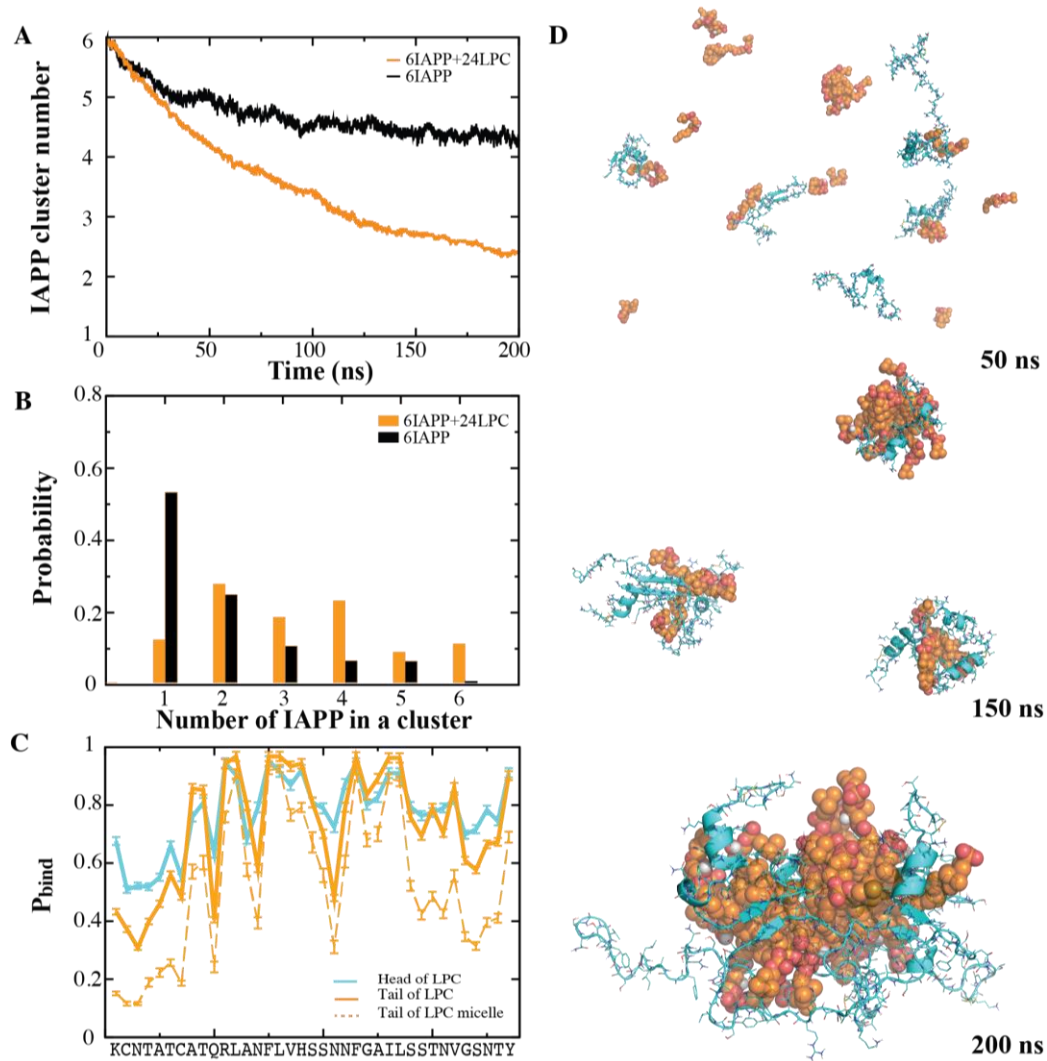 A
6
5
4
3
2
1
IAPP cluster number
6IAPP+24LPC
6IAPP
0 50 100 150 200
Time (ns)
B
0.8
0.6
0.4
0.2
0
Probability
6IAPP+24LPC
6IAPP
1 2 3 4 5 6
Number of IAPP in a cluster
C
1
0.8
0.6
0.4
0.2
0
Pbind
Head of LPC
Tail of LPC
Tail of LPC micelle
KCNTATCATQRLANFLVHSSNNFGAILSSTNVGSNTY
D
50 ns
150 ns
200 ns